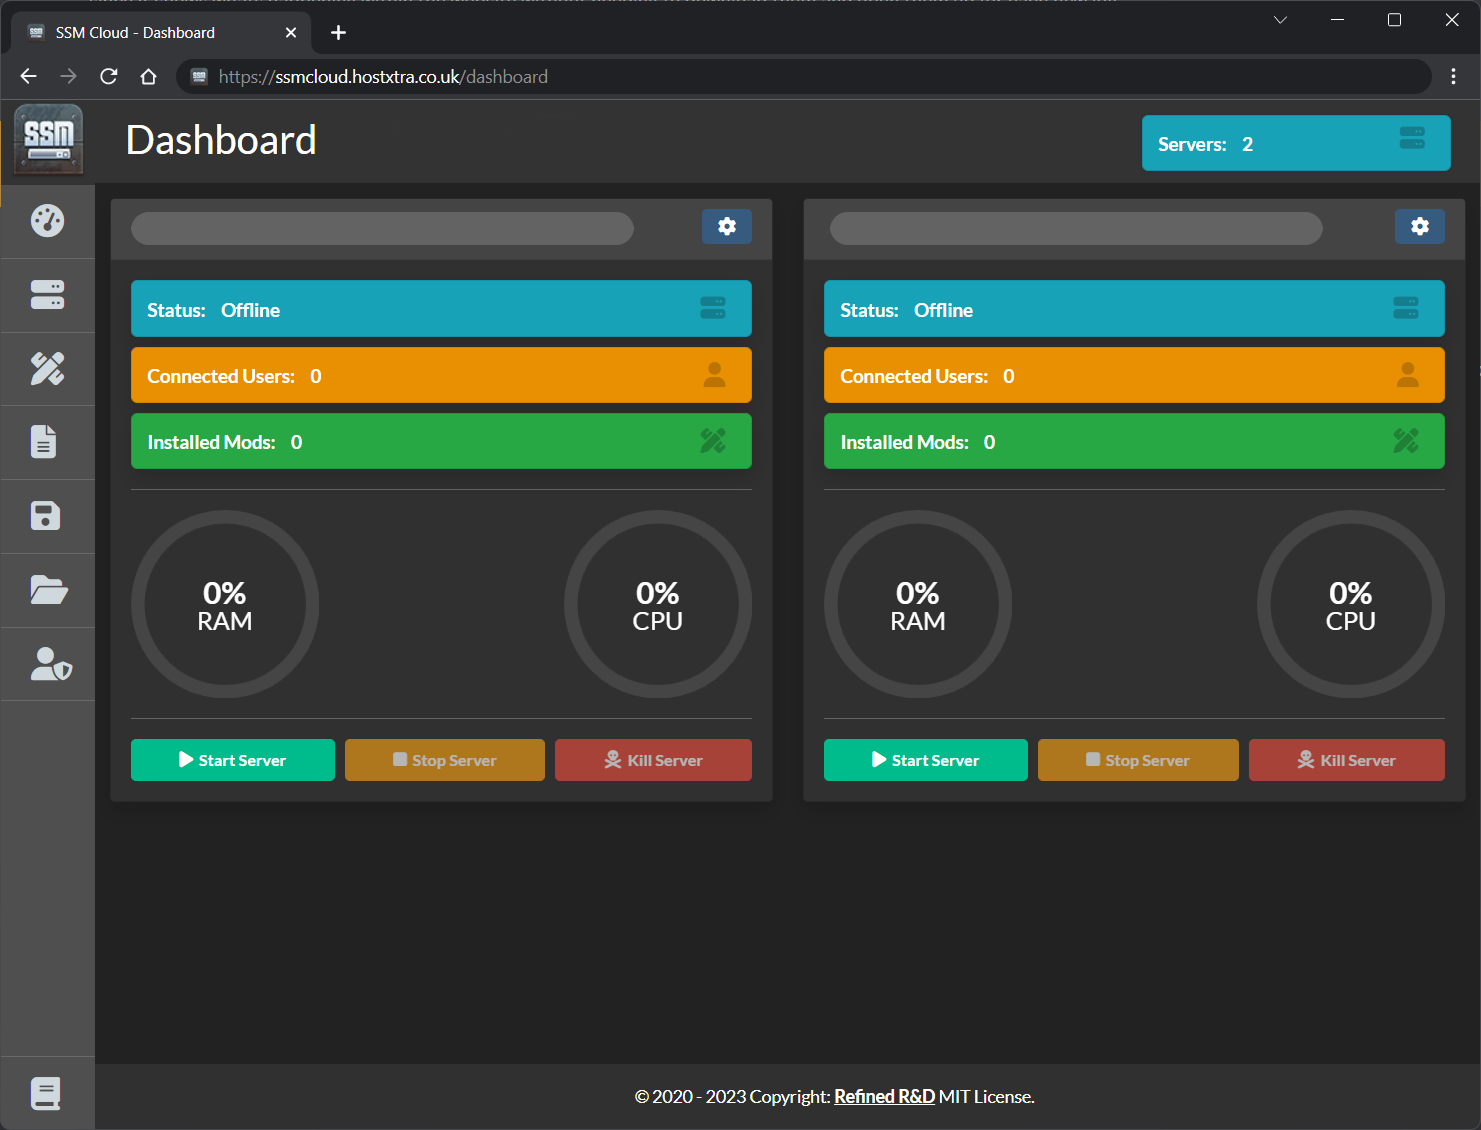 SSM Cloud - Dashboard
https://ssmcloud.hostxtra.co.uk/dashboard
SSM
Dashboard
Servers: 2
Status: Offline
Connected Users: 0
Installed Mods: 0
0%
RAM
0%
CPU
Start Server
Stop Server
Kill Server
Status: Offline
Connected Users: 0
Installed Mods: 0
0%
RAM
0%
CPU
Start Server
Stop Server
Kill Server
© 2020 - 2023 Copyright: Refined R&D MIT License.